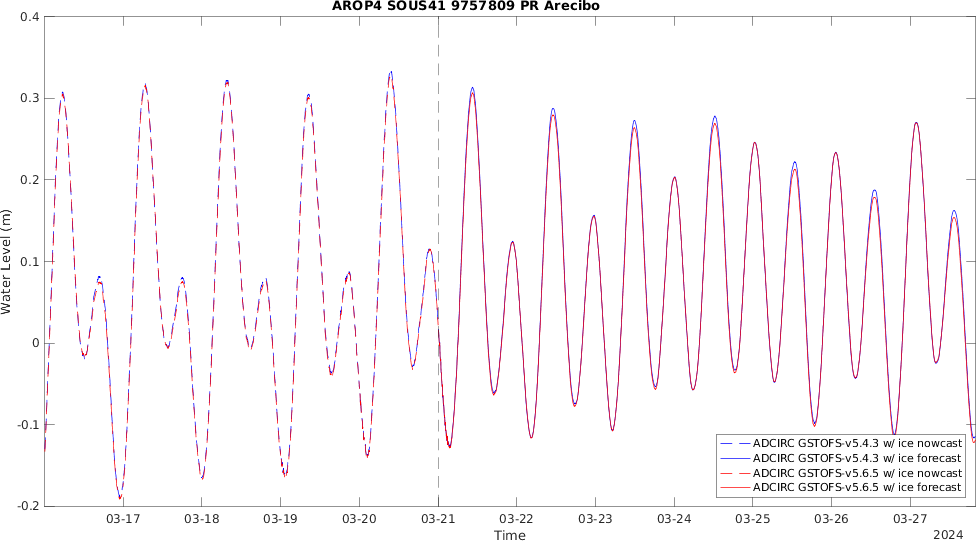 AROP4 SOUS41 9757809 PR Arecibo
0.4
0.3
0.2
0.1
0
-0.1
-0.2
Water Level (m)
ADCIRC GSTOFS-v5.4.3 w/ ice nowcast
ADCIRC GSTOFS-v5.4.3 w/ ice forecast
ADCIRC GSTOFS-v5.6.5 w/ ice nowcast
ADCIRC GSTOFS-v5.6.5 w/ ice forecast
03-17 03-18 03-19 03-20 03-21 03-22 03-23 03-24 03-25 03-26 03-27
Time
2024